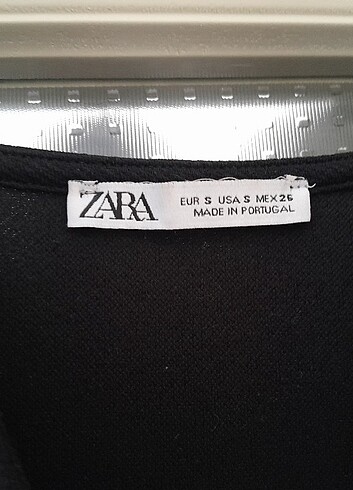 ZARA
EUR S USA S MEX 26
MADE IN PORTUGAL